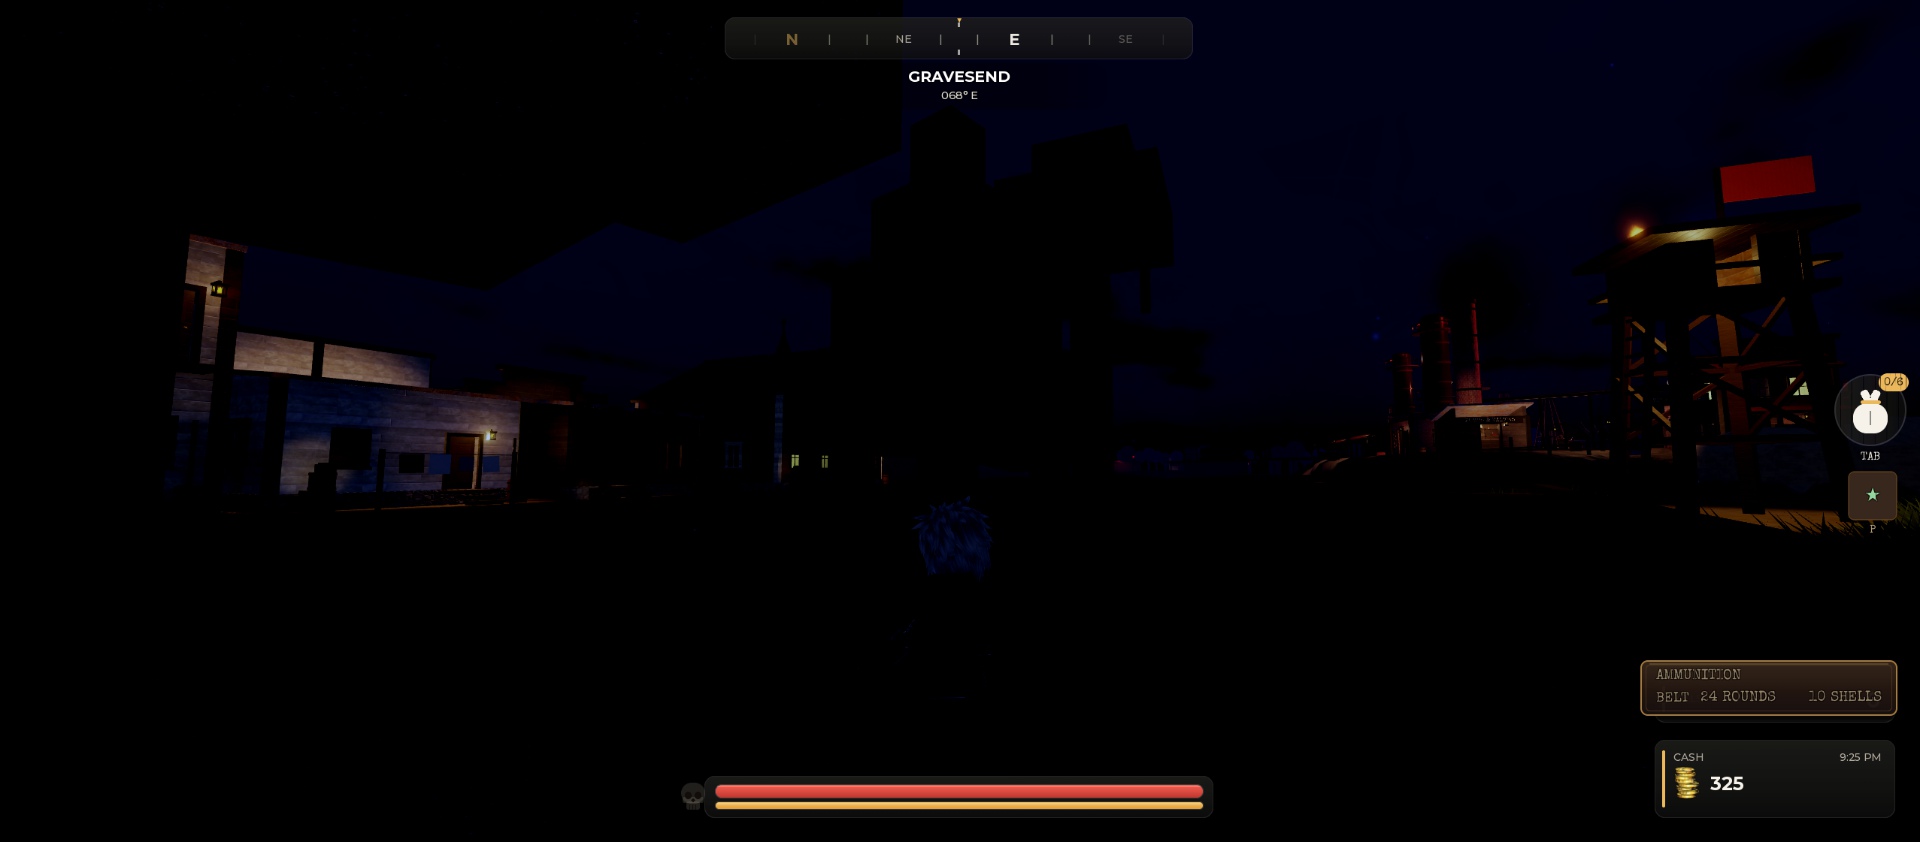 N NE E SE
GRAVESEND
068° E
0/6
TAB
P
AMMUNITION
BELT 24 ROUNDS 10 SHELLS
CASH 9:25 PM
325